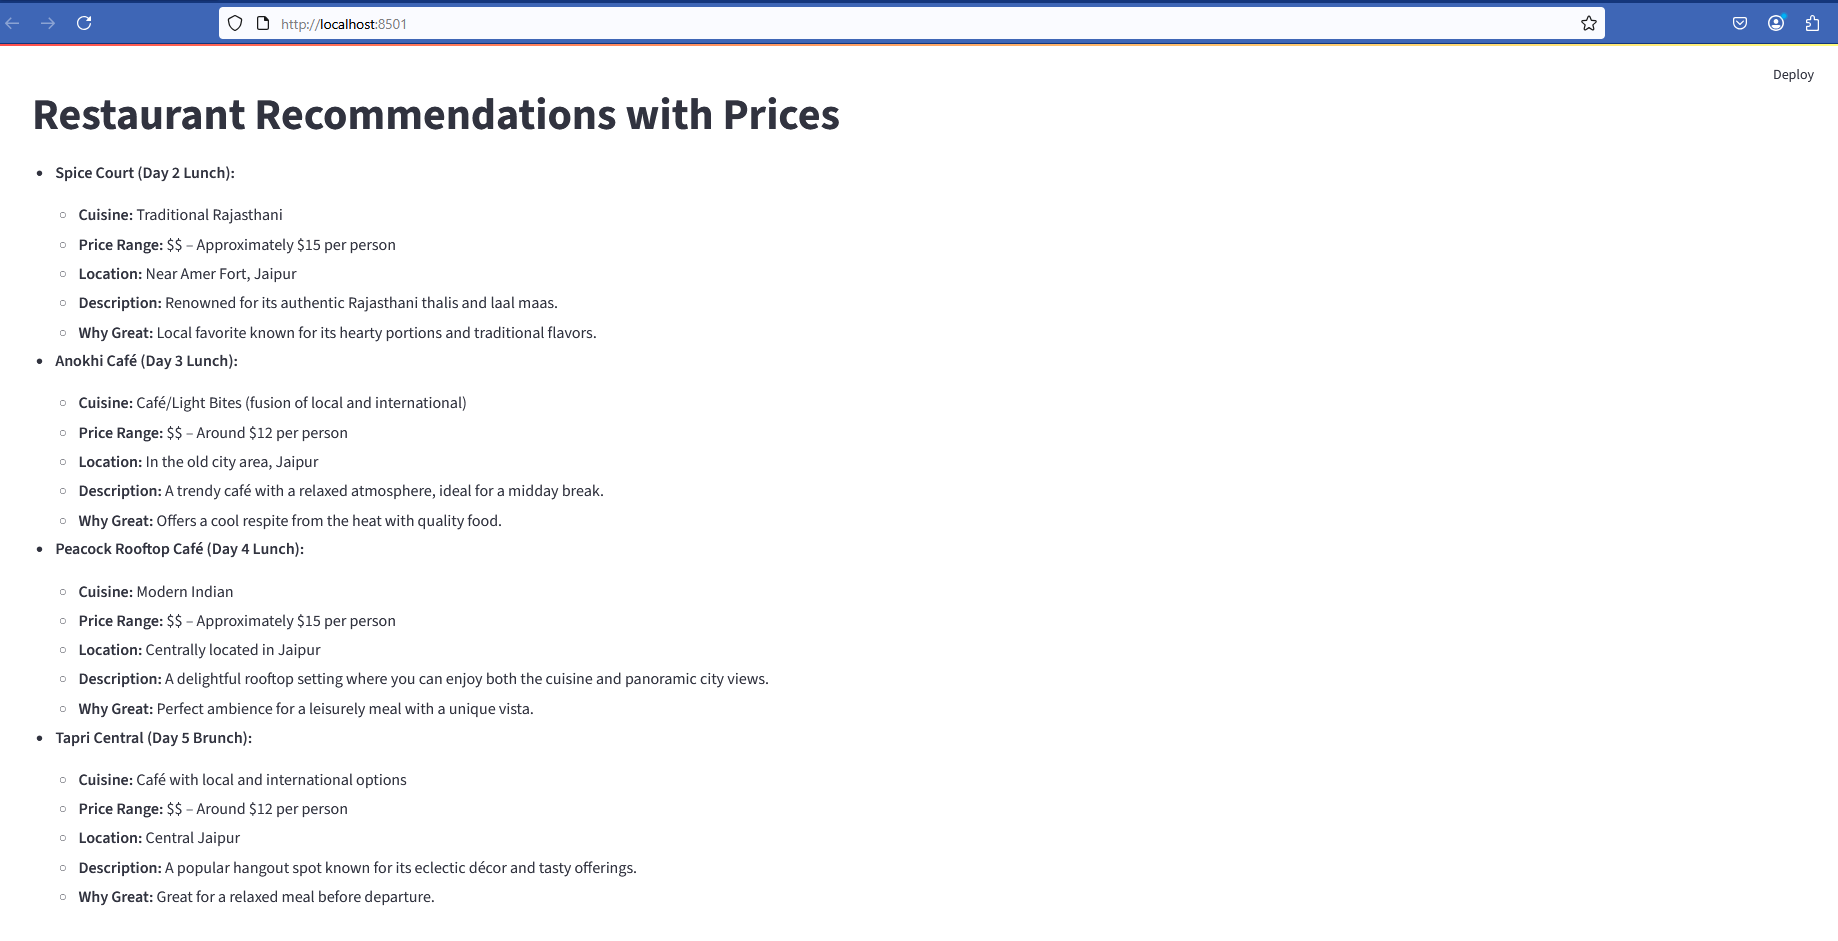 http://localhost:8501
Deploy
Restaurant Recommendations with Prices
Spice Court (Day 2 Lunch):
Cuisine: Traditional Rajasthani
Price Range: $$ – Approximately $15 per person
Location: Near Amer Fort, Jaipur
Description: Renowned for its authentic Rajasthani thalis and laal maas.
Why Great: Local favorite known for its hearty portions and traditional flavors.
Anokhi Café (Day 3 Lunch):
Cuisine: Café/Light Bites (fusion of local and international)
Price Range: $$ – Around $12 per person
Location: In the old city area, Jaipur
Description: A trendy café with a relaxed atmosphere, ideal for a midday break.
Why Great: Offers a cool respite from the heat with quality food.
Peacock Rooftop Café (Day 4 Lunch):
Cuisine: Modern Indian
Price Range: $$ – Approximately $15 per person
Location: Centrally located in Jaipur
Description: A delightful rooftop setting where you can enjoy both the cuisine and panoramic city views.
Why Great: Perfect ambience for a leisurely meal with a unique vista.
Tapri Central (Day 5 Brunch):
Cuisine: Café with local and international options
Price Range: $$ – Around $12 per person
Location: Central Jaipur
Description: A popular hangout spot known for its eclectic décor and tasty offerings.
Why Great: Great for a relaxed meal before departure.